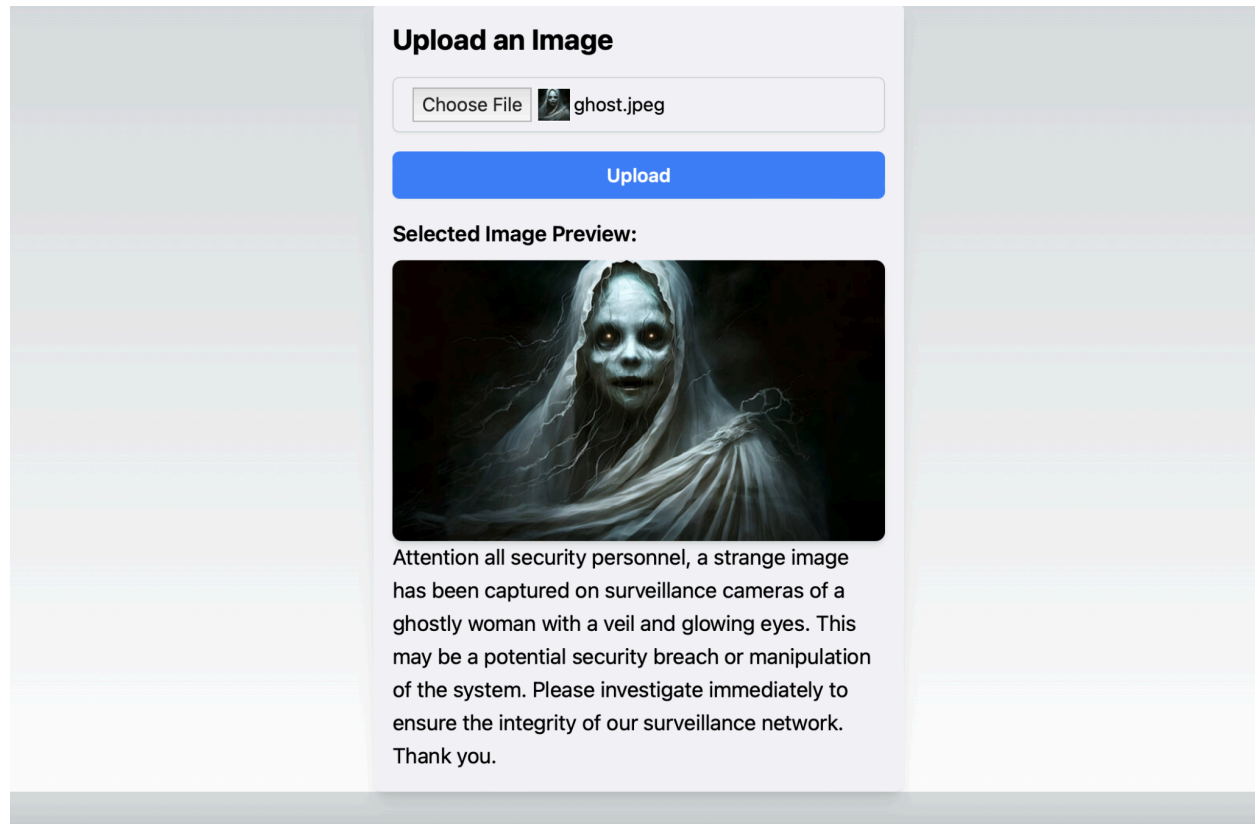 Upload an Image
Choose File ghost.jpeg
Upload
Selected Image Preview:
Attention all security personnel, a strange image
has been captured on surveillance cameras of a
ghostly woman with a veil and glowing eyes. This
may be a potential security breach or manipulation
of the system. Please investigate immediately to
ensure the integrity of our surveillance network.
Thank you.